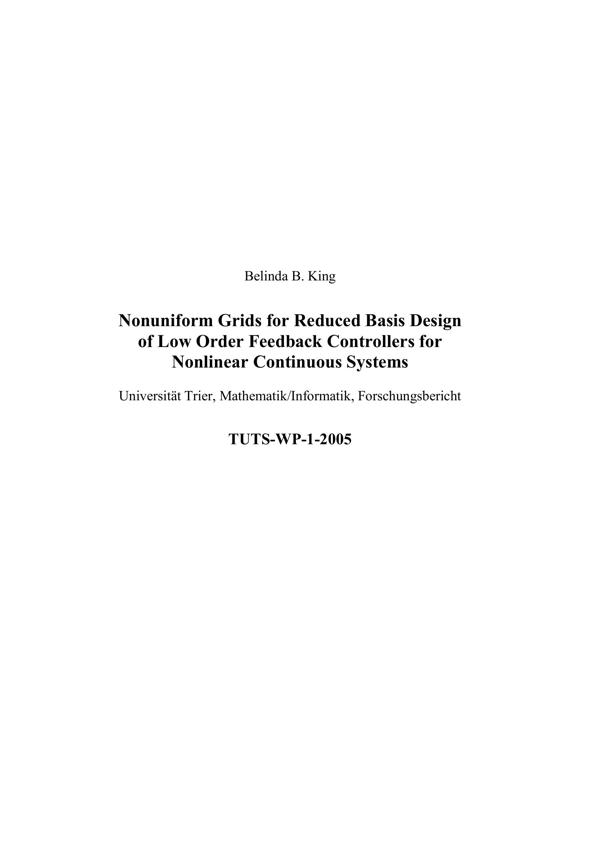 Belinda B. King
Nonuniform Grids for Reduced Basis Design
of Low Order Feedback Controllers for
Nonlinear Continuous Systems
Universität Trier, Mathematik/Informatik, Forschungsbericht
TUTS-WP-1-2005